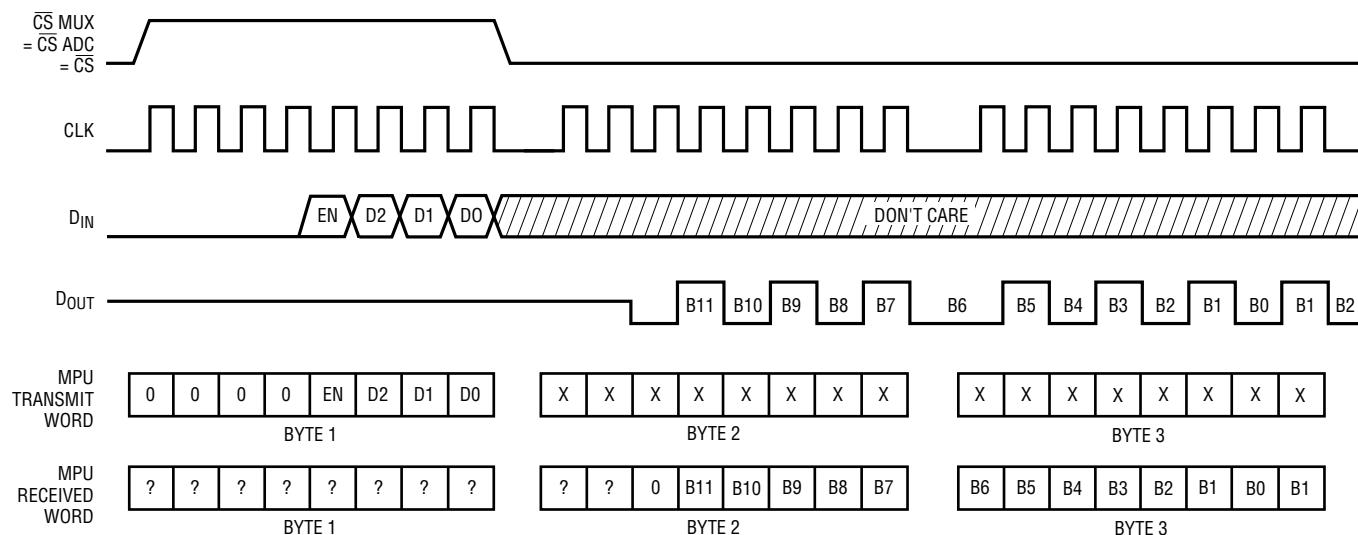 CS MUX
= CS ADC
= CS
CLK
DIN
EN D2 D1 DO
DON'T CARE
DOUT
B11 B10 B9 B8 B7 B6 B5 B4 B3 B2 B1 B0 B1 B2
MPU
TRANSMIT
WORD
0 0 0 0 EN D2 D1 D0
X X X X X X X X
X X X X X X X X
BYTE 1
BYTE 2
BYTE 3
MPU
RECEIVED
WORD
? ? ? ? ? ? ? ?
? ? 0 B11 B10 B9 B8 B7
B6 B5 B4 B3 B2 B1 B0 B1
BYTE 1
BYTE 2
BYTE 3